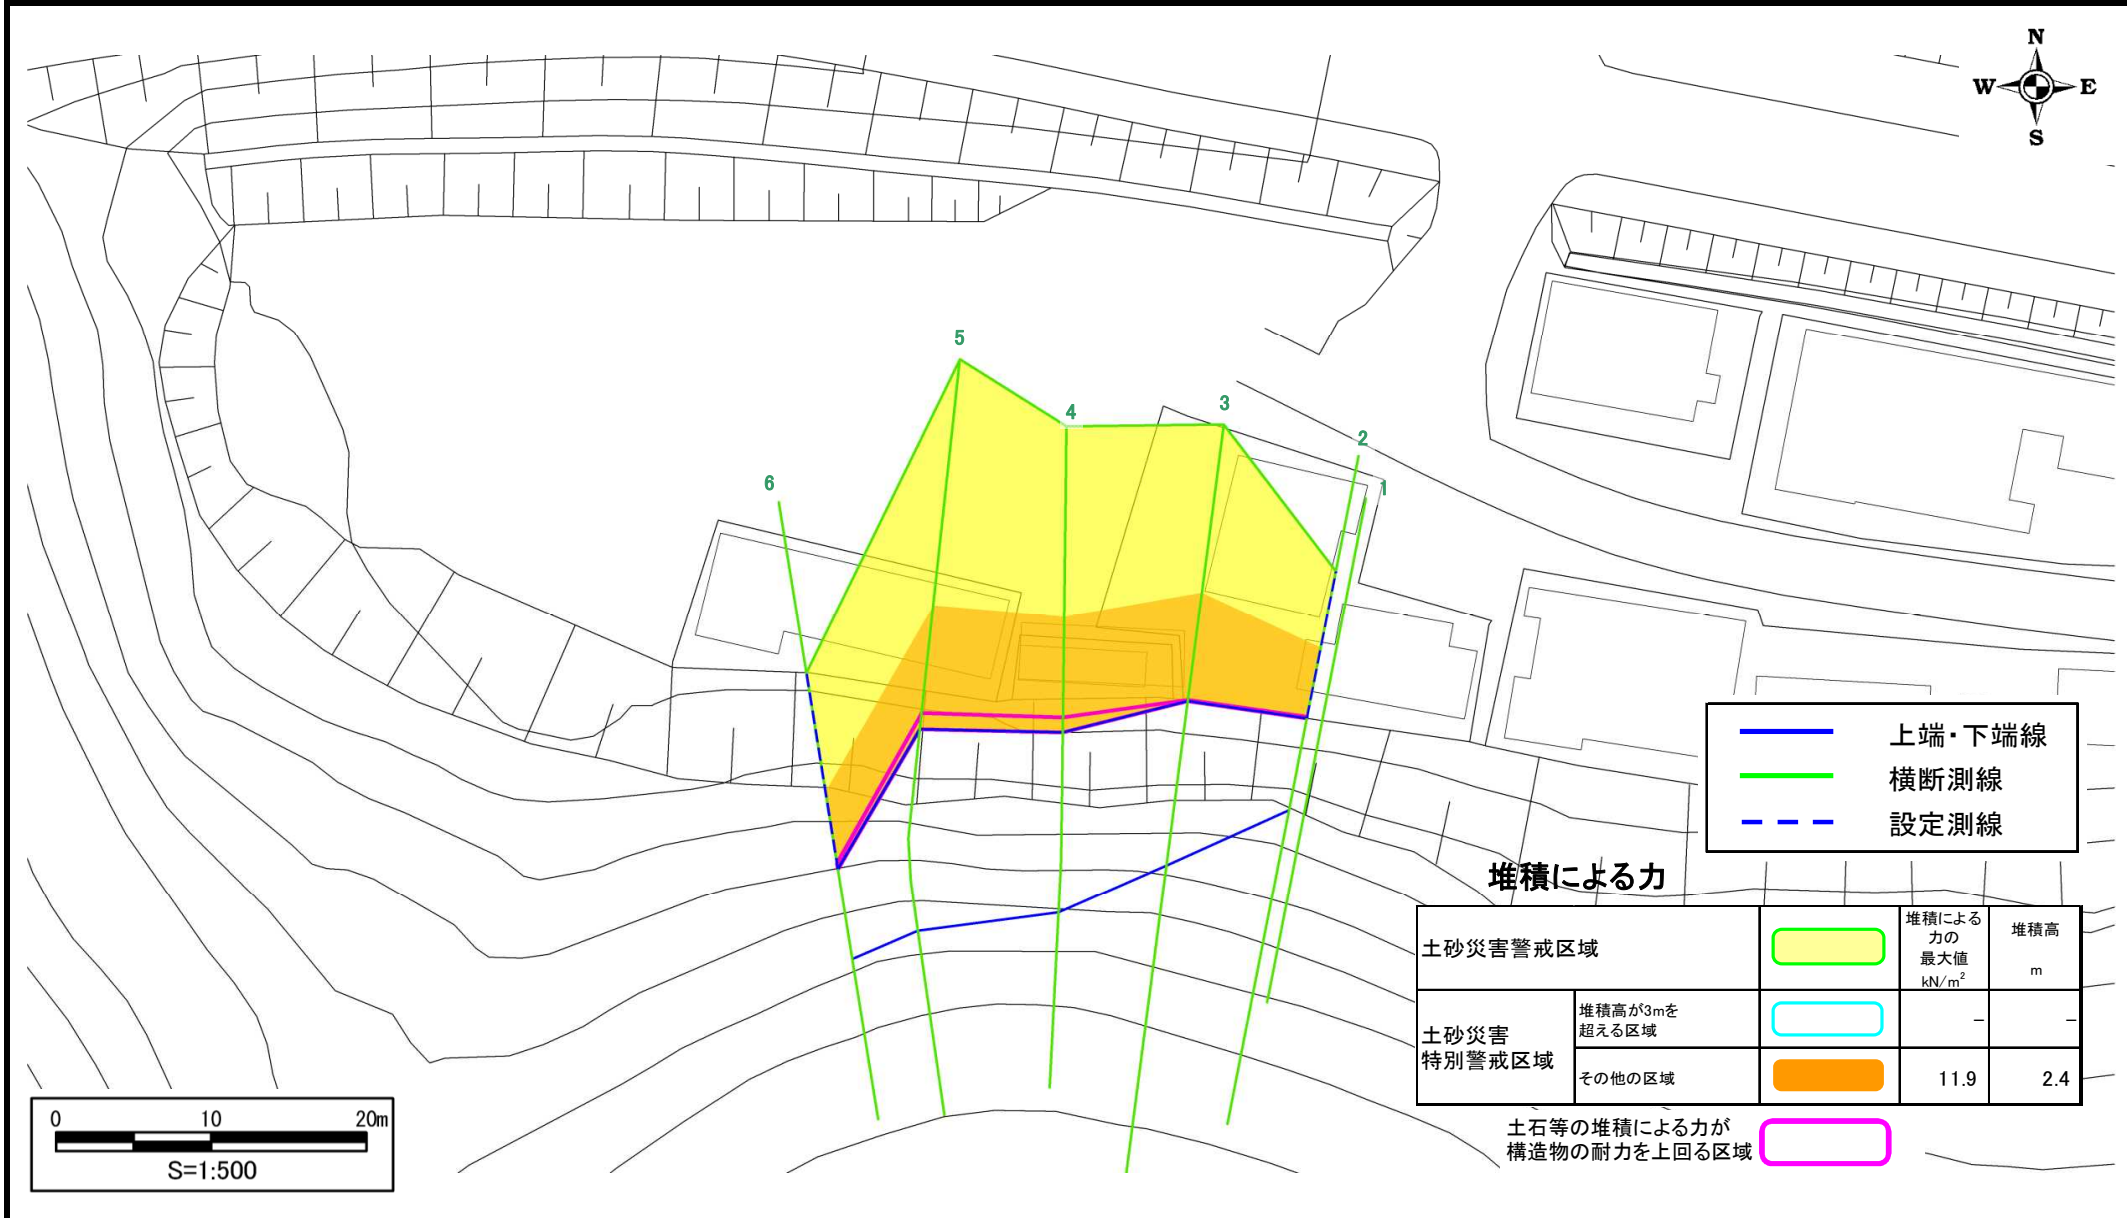 N
W E
S
5
4
3
2
1
6
上端・下端線
横断測線
設定測線
堆積による力
土砂災害警戒区域
堆積による
力の
最大値
kN/m²
堆積高
m
土砂災害
特別警戒区域
堆積高が3mを
超える区域
－ －
その他の区域
11.9 2.4
土石等の堆積による力が
構造物の耐力を上回る区域
0 10 20m
S=1:500